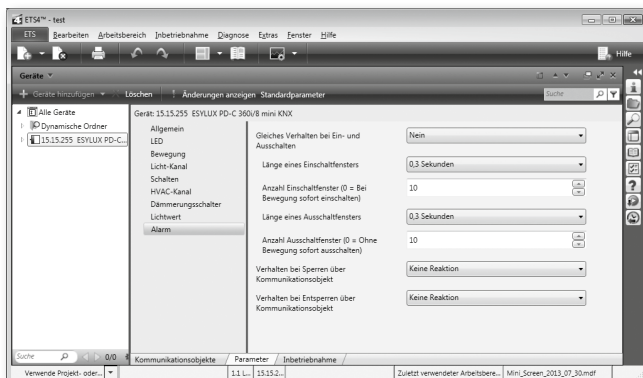 ETS4™ - test
ETS Bearbeiten Arbeitsbereich Inbetriebnahme Diagnose Extras Fenster Hilfe
Hilfe
Geräte
Geräte hinzufügen Löschen Änderungen anzeigen Standardparameter Suche
Alle Geräte
Dynamische Ordner
15.15.255 ESYLUX PD-C...
Gerät: 15.15.255 ESYLUX PD-C 360i/8 mini KNX
Allgemein
LED
Bewegung
Licht-Kanal
Schalten
HVAC-Kanal
Dämmerungsschalter
Lichtwert
Alarm
Gleiches Verhalten bei Ein- und
Ausschalten
Nein
Länge eines Einschaltfensters
0,3 Sekunden
Anzahl Einschaltfenster (0 = Bei
Bewegung sofort einschalten)
10
Länge eines Ausschaltfensters
0,3 Sekunden
Anzahl Ausschaltfenster (0 = Ohne
Bewegung sofort ausschalten)
10
Verhalten bei Sperren über
Kommunikationsobjekt
Keine Reaktion
Verhalten bei Entsperren über
Kommunikationsobjekt
Keine Reaktion
Suche 0/0
Kommunikationsobjekte Parameter Inbetriebnahme
Verwende Projekt- oder... 1.1 L... 15.15.2... Zuletzt verwendeter Arbeitsbere... Mini_Screen_2013_07_30.mdf